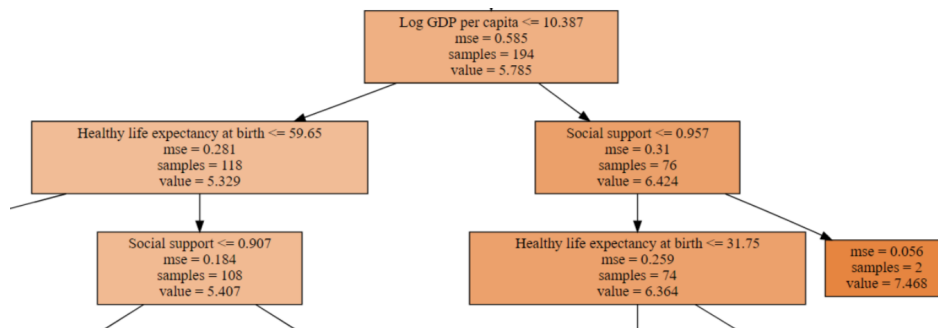 Log GDP per capita <= 10.387
mse = 0.585
samples = 194
value = 5.785
Healthy life expectancy at birth <= 59.65
mse = 0.281
samples = 118
value = 5.329
Social support <= 0.957
mse = 0.31
samples = 76
value = 6.424
Social support <= 0.907
mse = 0.184
samples = 108
value = 5.407
Healthy life expectancy at birth <= 31.75
mse = 0.259
samples = 74
value = 6.364
mse = 0.056
samples = 2
value = 7.468